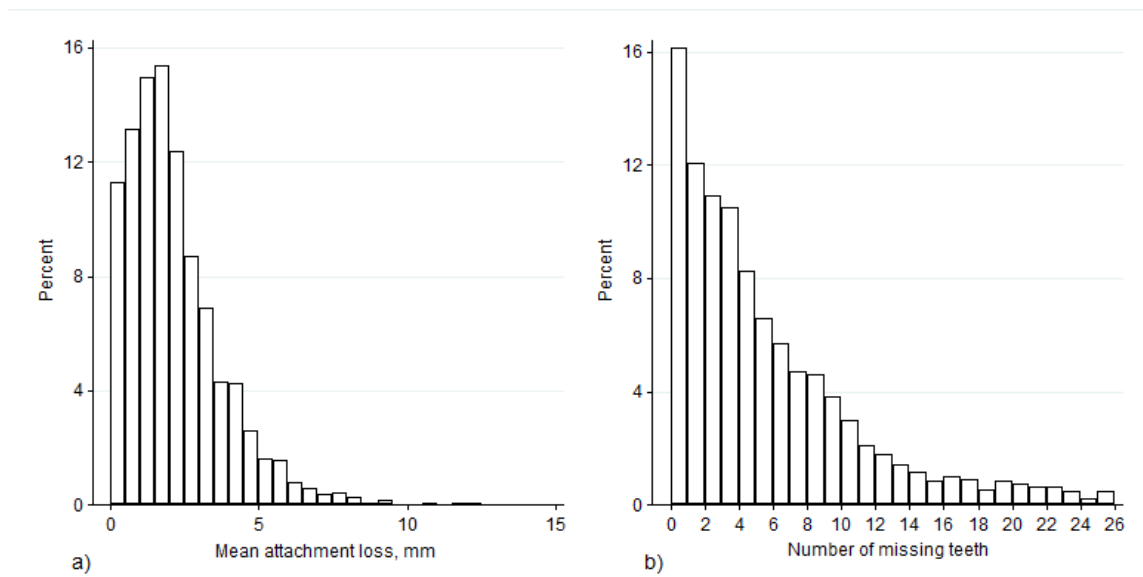 16
12
8
4
0
Percent
0 5 10 15
Mean attachment loss, mm
a)
16
12
8
4
0
Percent
0 2 4 6 8 10 12 14 16 18 20 22 24 26
Number of missing teeth
b)